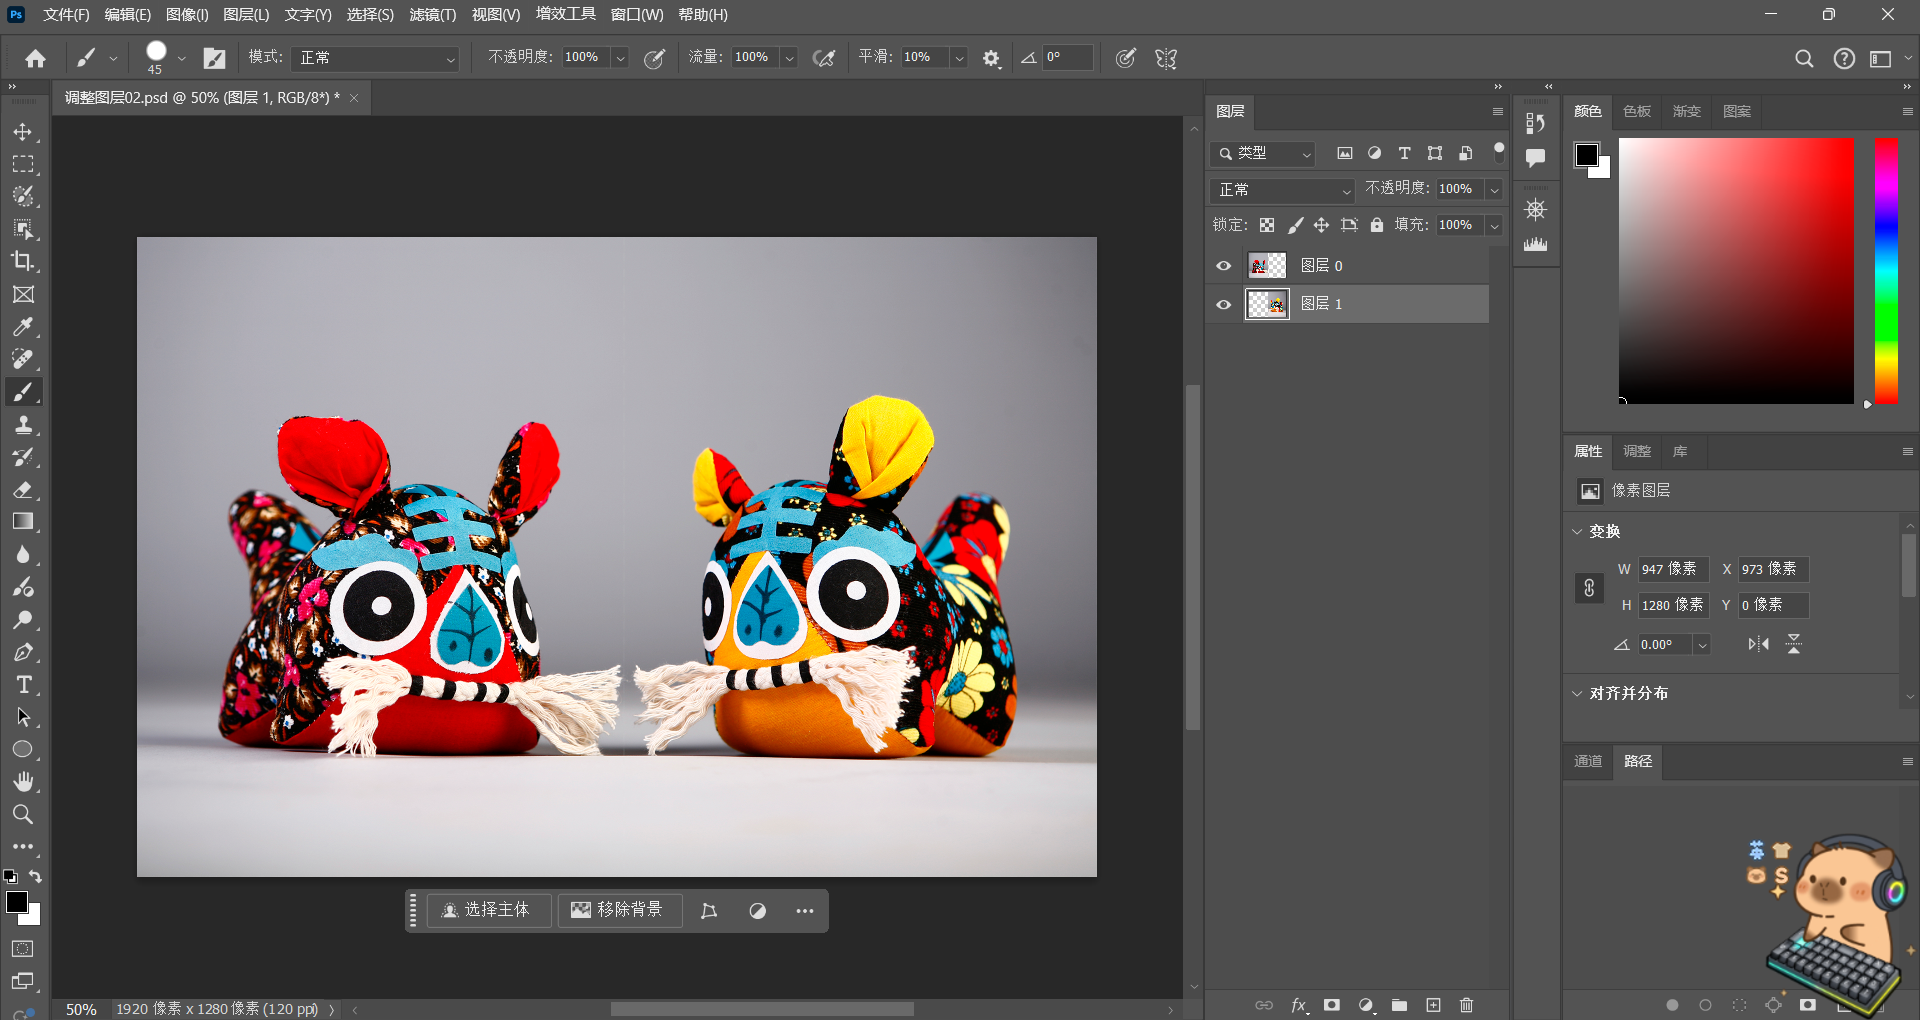 Ps 文件(F) 编辑(E) 图像(I) 图层(L) 文字(Y) 选择(S) 滤镜(T) 视图(V) 增效工具 窗口(W) 帮助(H)
45 模式: 正常 不透明度: 100% 流量: 100% 平滑: 10% 0°
调整图层02.psd @ 50% (图层 1, RGB/8*) *
图层
类型
正常 不透明度: 100%
锁定: 填充: 100%
图层 0
图层 1
颜色 色板 渐变 图案
属性 调整 库
像素图层
变换
W 947 像素 X 973 像素
H 1280 像素 Y 0 像素
0.00°
对齐并分布
通道 路径
英
S
选择主体 移除背景
50% 1920 像素 x 1280 像素 (120 ppi)
fx